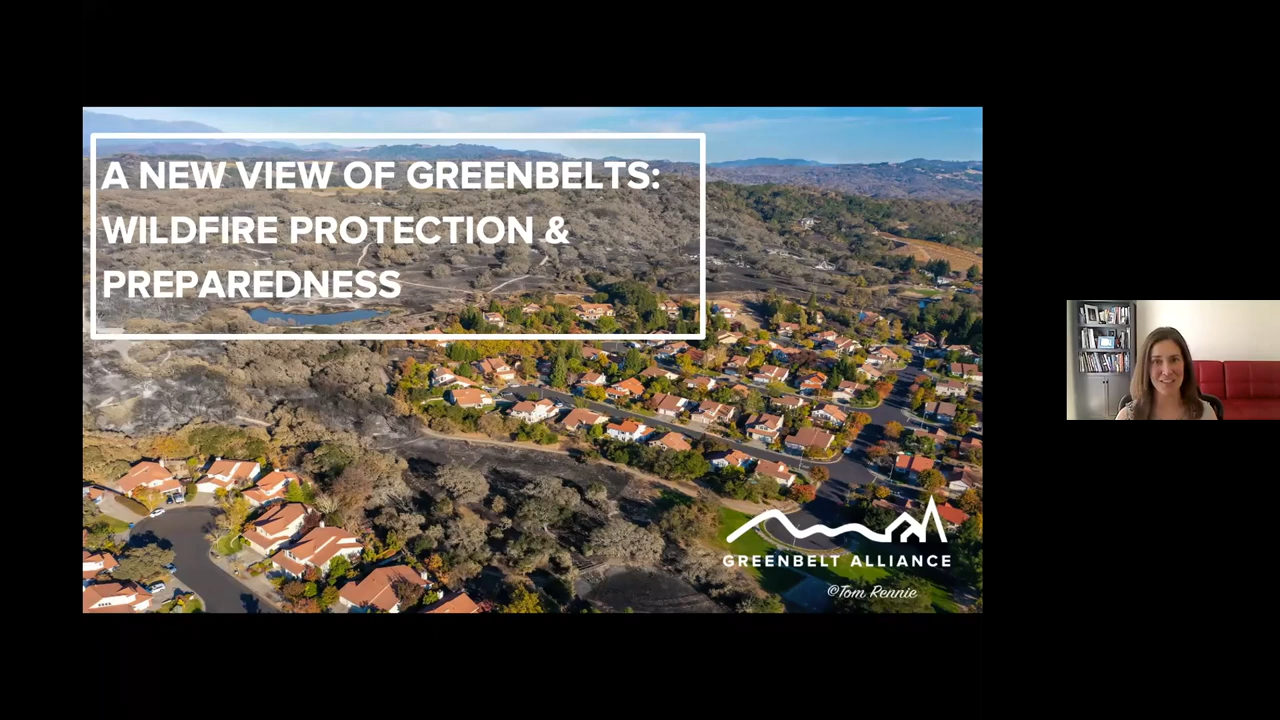 A NEW VIEW OF GREENBELTS:
WILDFIRE PROTECTION &
PREPAREDNESS
GREENBELT ALLIANCE
©Tom Rennie